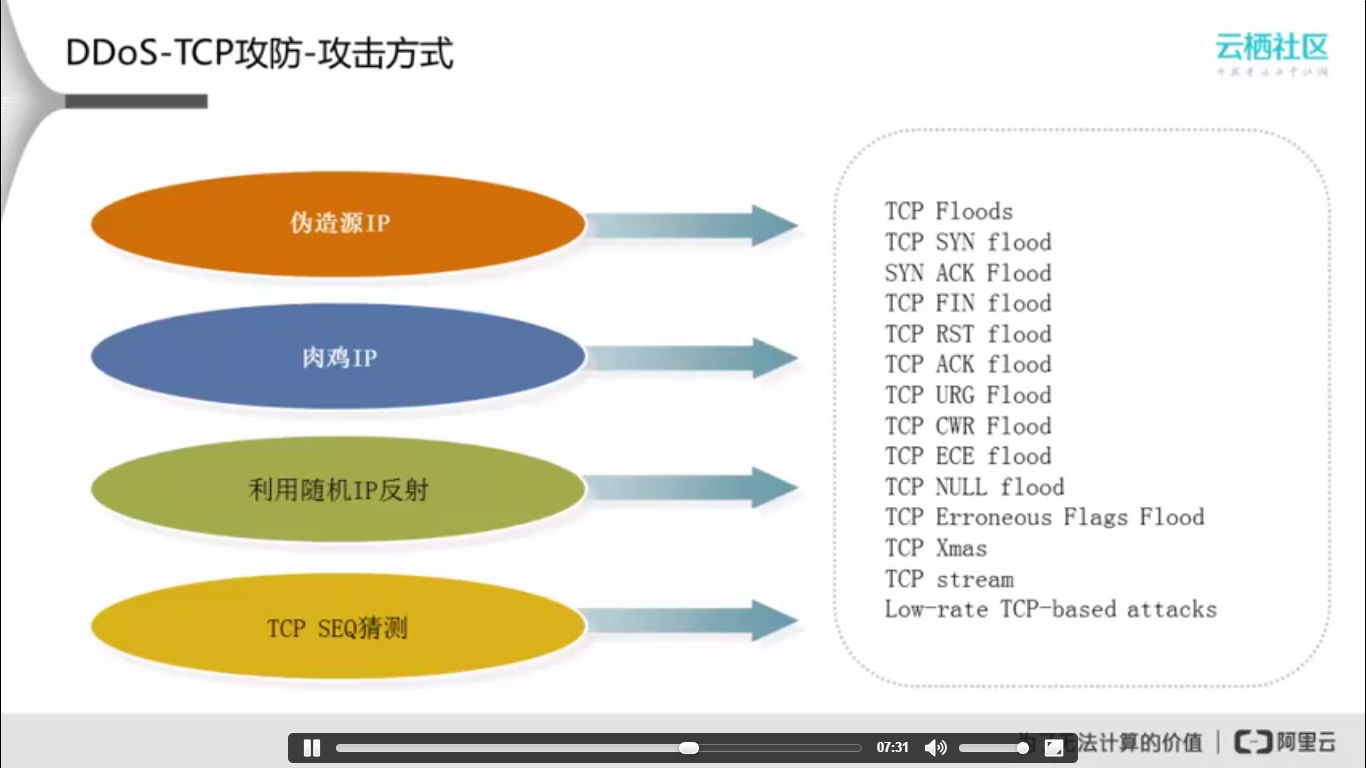 DDoS-TCP攻防-攻击方式
云栖社区
伪造源IP
肉鸡IP
利用随机IP反射
TCP SEQ猜测
TCP Floods
TCP SYN flood
SYN ACK Flood
TCP FIN flood
TCP RST flood
TCP ACK flood
TCP URG Flood
TCP CWR Flood
TCP ECE flood
TCP NULL flood
TCP Erroneous Flags Flood
TCP Xmas
TCP stream
Low-rate TCP-based attacks
07:31
为了无法计算的价值
阿里云